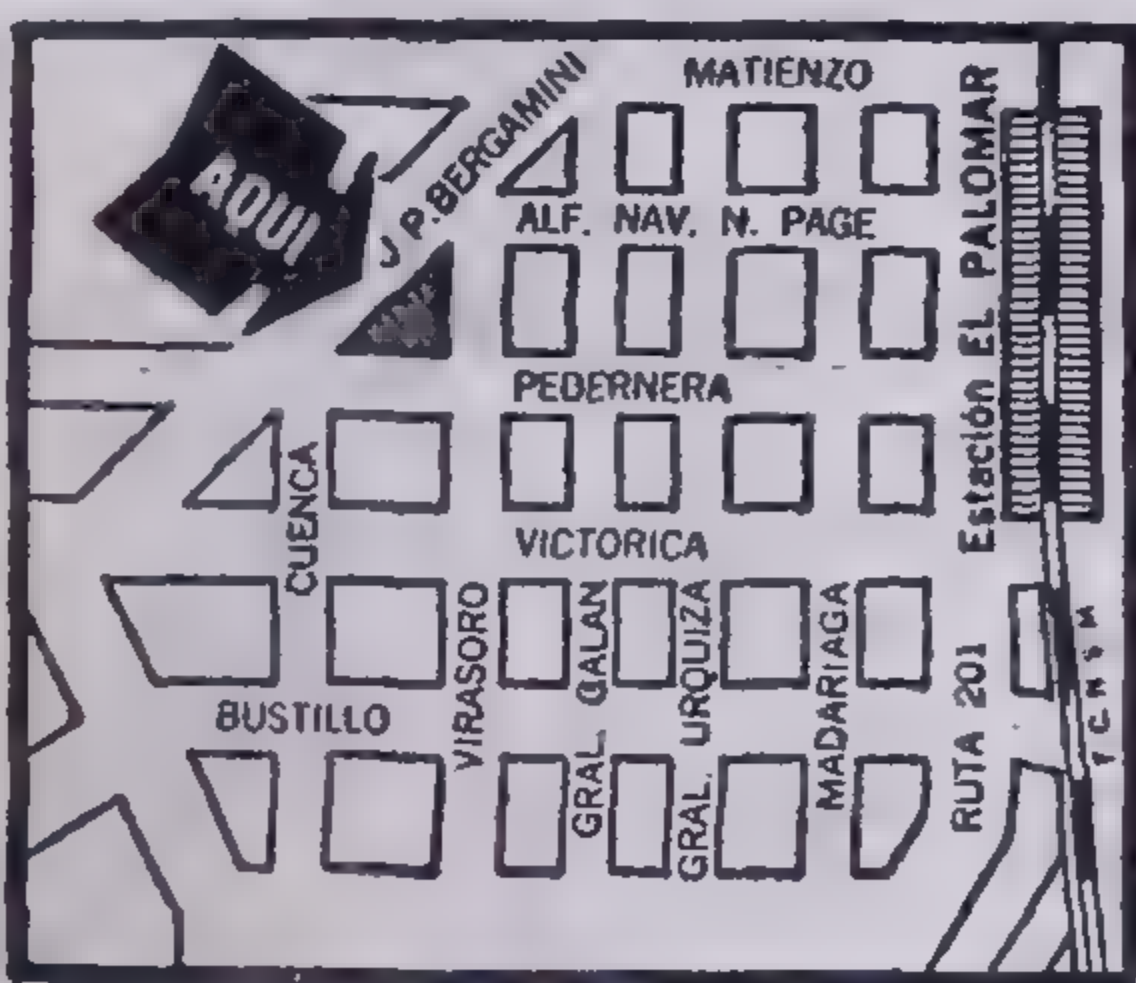 MATIENZO
J. P. BERGAMINI
AQUI
ALF. NAV. N. PAGE
Estación EL PALOMAR
PEDERNERA
CUENCA
VICTORICA
VIRASORO
GRAL. GALAN
GRAL. URQUIZA
MADARIAGA
RUTA 201
BUSTILLO